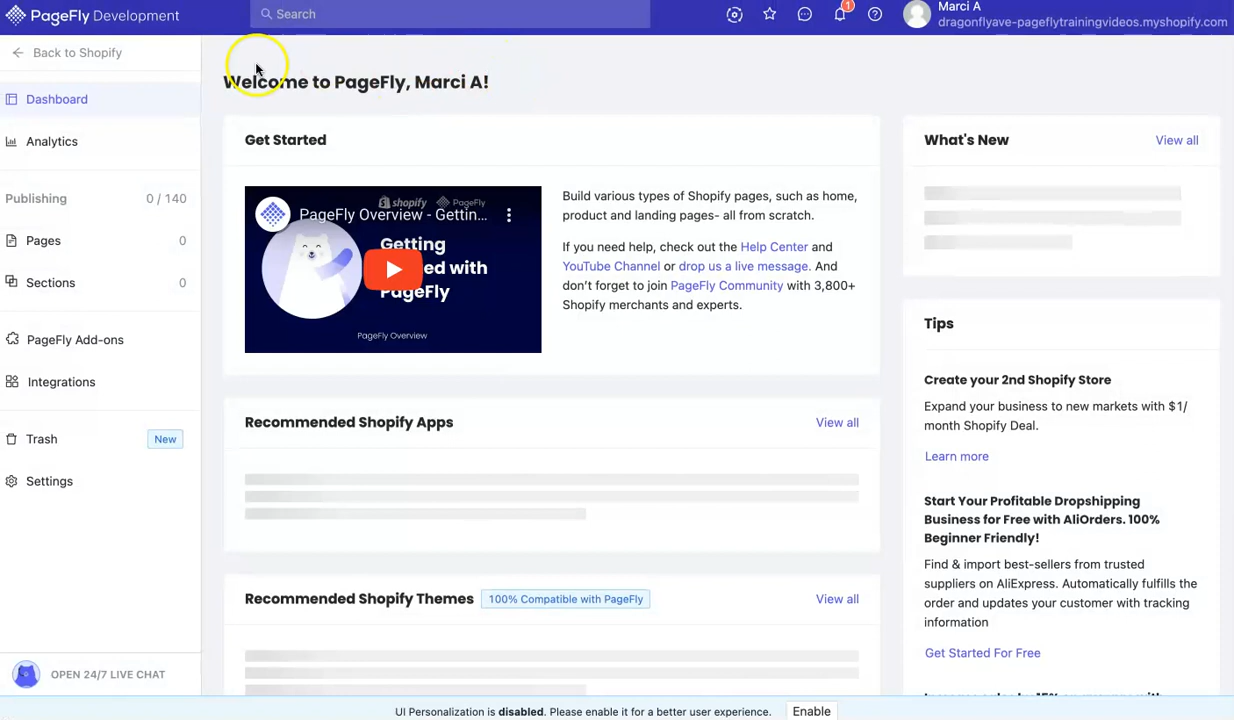 PageFly Development
Search
1
Marci A
dragonflyave-pageflytrainingvideos.myshopify.com
Back to Shopify
Dashboard
Analytics
Publishing 0 / 140
Pages 0
Sections 0
PageFly Add-ons
Integrations
Trash New
Settings
OPEN 24/7 LIVE CHAT
Welcome to PageFly, Marci A!
Get Started
shopify PageFly
PageFly Overview - Gettin...
Getting
with
PageFly
PageFly Overview
Build various types of Shopify pages, such as home,
product and landing pages- all from scratch.
If you need help, check out the Help Center and
YouTube Channel or drop us a live message. And
don't forget to join PageFly Community with 3,800+
Shopify merchants and experts.
Recommended Shopify Apps View all
Recommended Shopify Themes 100% Compatible with PageFly View all
What's New View all
Tips
Create your 2nd Shopify Store
Expand your business to new markets with $1/
month Shopify Deal.
Learn more
Start Your Profitable Dropshipping
Business for Free with AliOrders. 100%
Beginner Friendly!
Find & import best-sellers from trusted
suppliers on AliExpress. Automatically fulfills the
order and updates your customer with tracking
information
Get Started For Free
UI Personalization is disabled. Please enable it for a better user experience. Enable